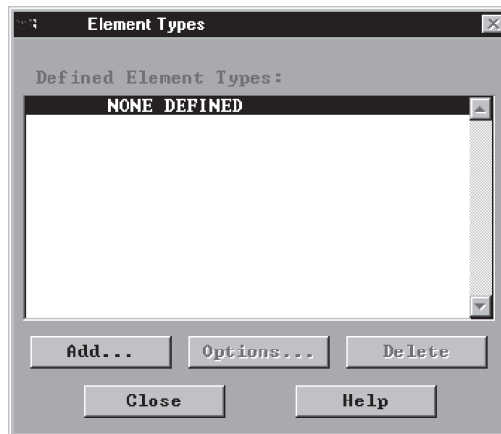 Element Types
Defined Element Types:
NONE DEFINED
Add...
Options...
Delete
Close
Help